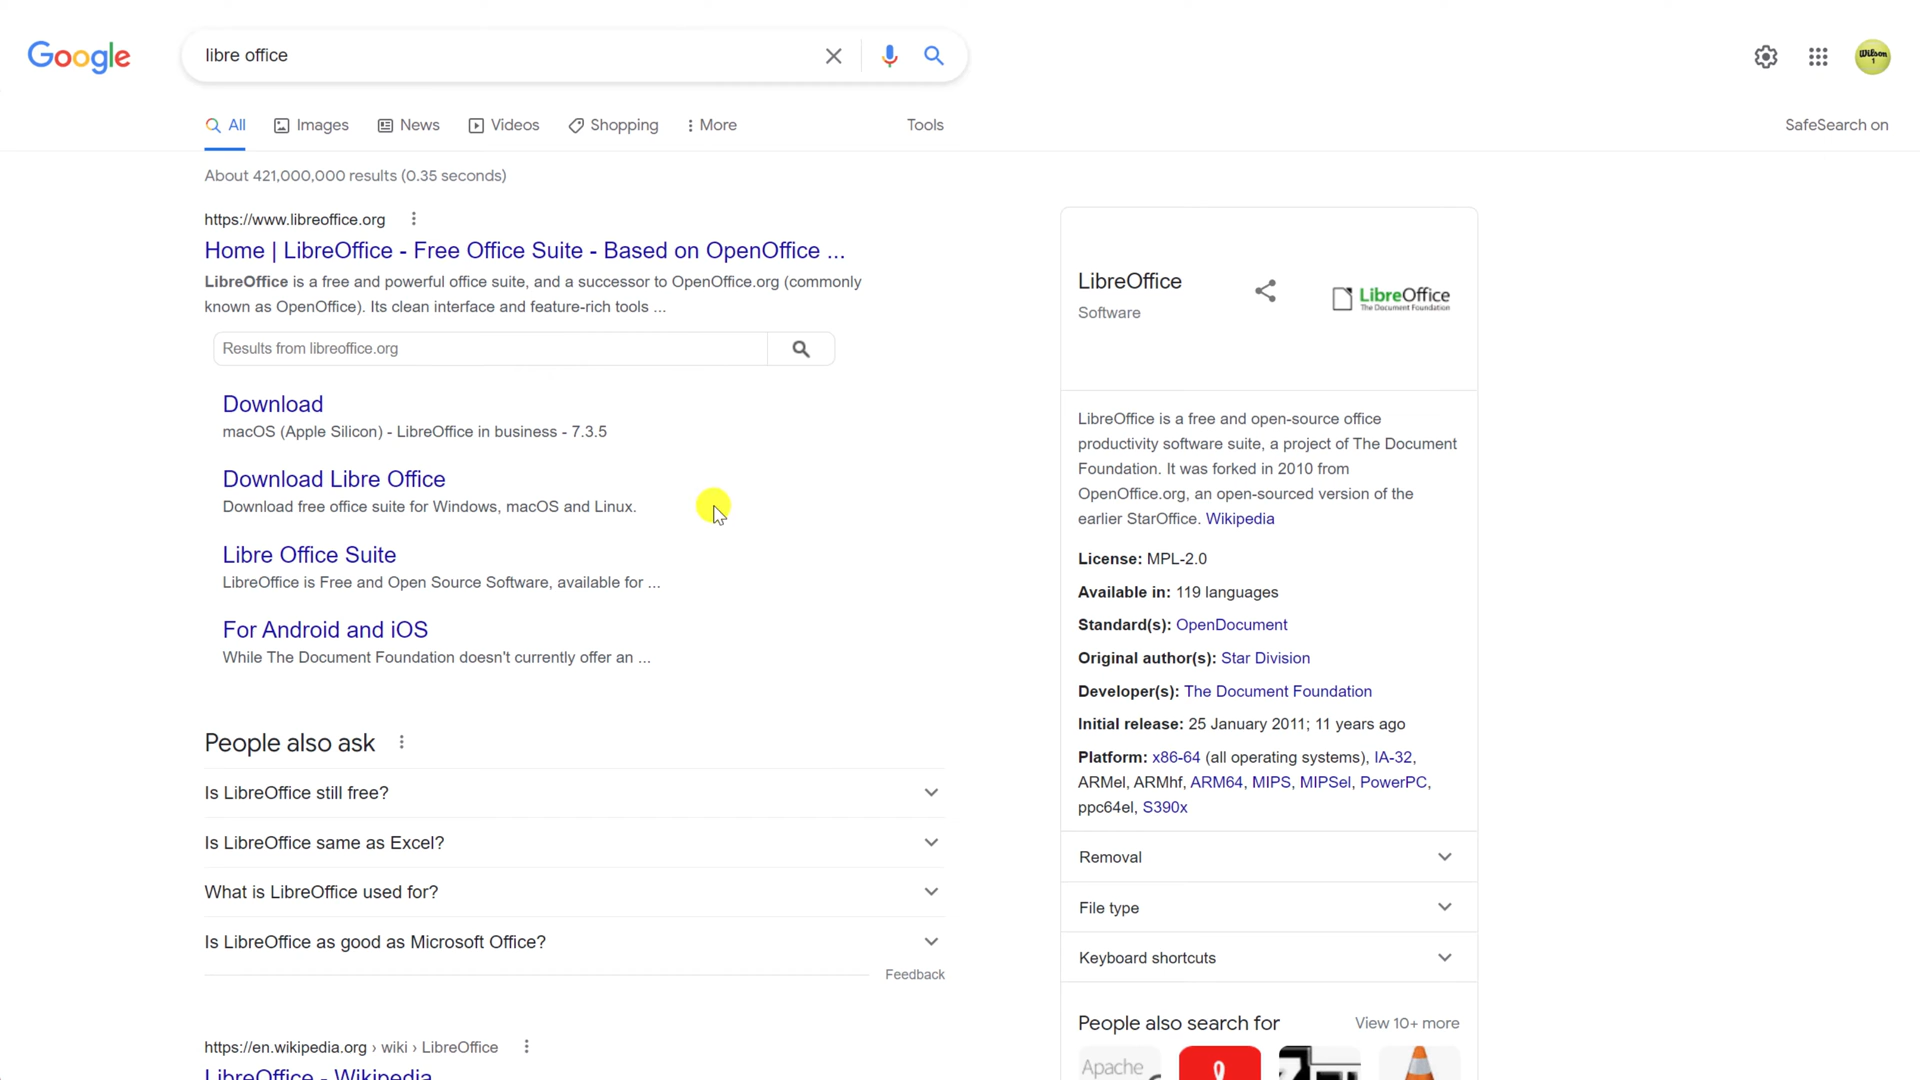 Google
libre office
Wilson
1
All
Images
News
Videos
Shopping
More
Tools
SafeSearch on
About 421,000,000 results (0.35 seconds)
https://www.libreoffice.org
Home | LibreOffice - Free Office Suite - Based on OpenOffice ...
LibreOffice is a free and powerful office suite, and a successor to OpenOffice.org (commonly
known as OpenOffice). Its clean interface and feature-rich tools ...
Results from libreoffice.org
Download
macOS (Apple Silicon) - LibreOffice in business - 7.3.5
Download Libre Office
Download free office suite for Windows, macOS and Linux.
Libre Office Suite
LibreOffice is Free and Open Source Software, available for ...
For Android and iOS
While The Document Foundation doesn't currently offer an ...
People also ask
Is LibreOffice still free?
Is LibreOffice same as Excel?
What is LibreOffice used for?
Is LibreOffice as good as Microsoft Office?
Feedback
https://en.wikipedia.org › wiki › LibreOffice
LibreOffice - Wikipedia
LibreOffice
Software
LibreOffice
The Document Foundation
LibreOffice is a free and open-source office
productivity software suite, a project of The Document
Foundation. It was forked in 2010 from
OpenOffice.org, an open-sourced version of the
earlier StarOffice. Wikipedia
License: MPL-2.0
Available in: 119 languages
Standard(s): OpenDocument
Original author(s): Star Division
Developer(s): The Document Foundation
Initial release: 25 January 2011; 11 years ago
Platform: x86-64 (all operating systems), IA-32,
ARMel, ARMhf, ARM64, MIPS, MIPSel, PowerPC,
ppc64el, S390x
Removal
File type
Keyboard shortcuts
People also search for
View 10+ more
Apache